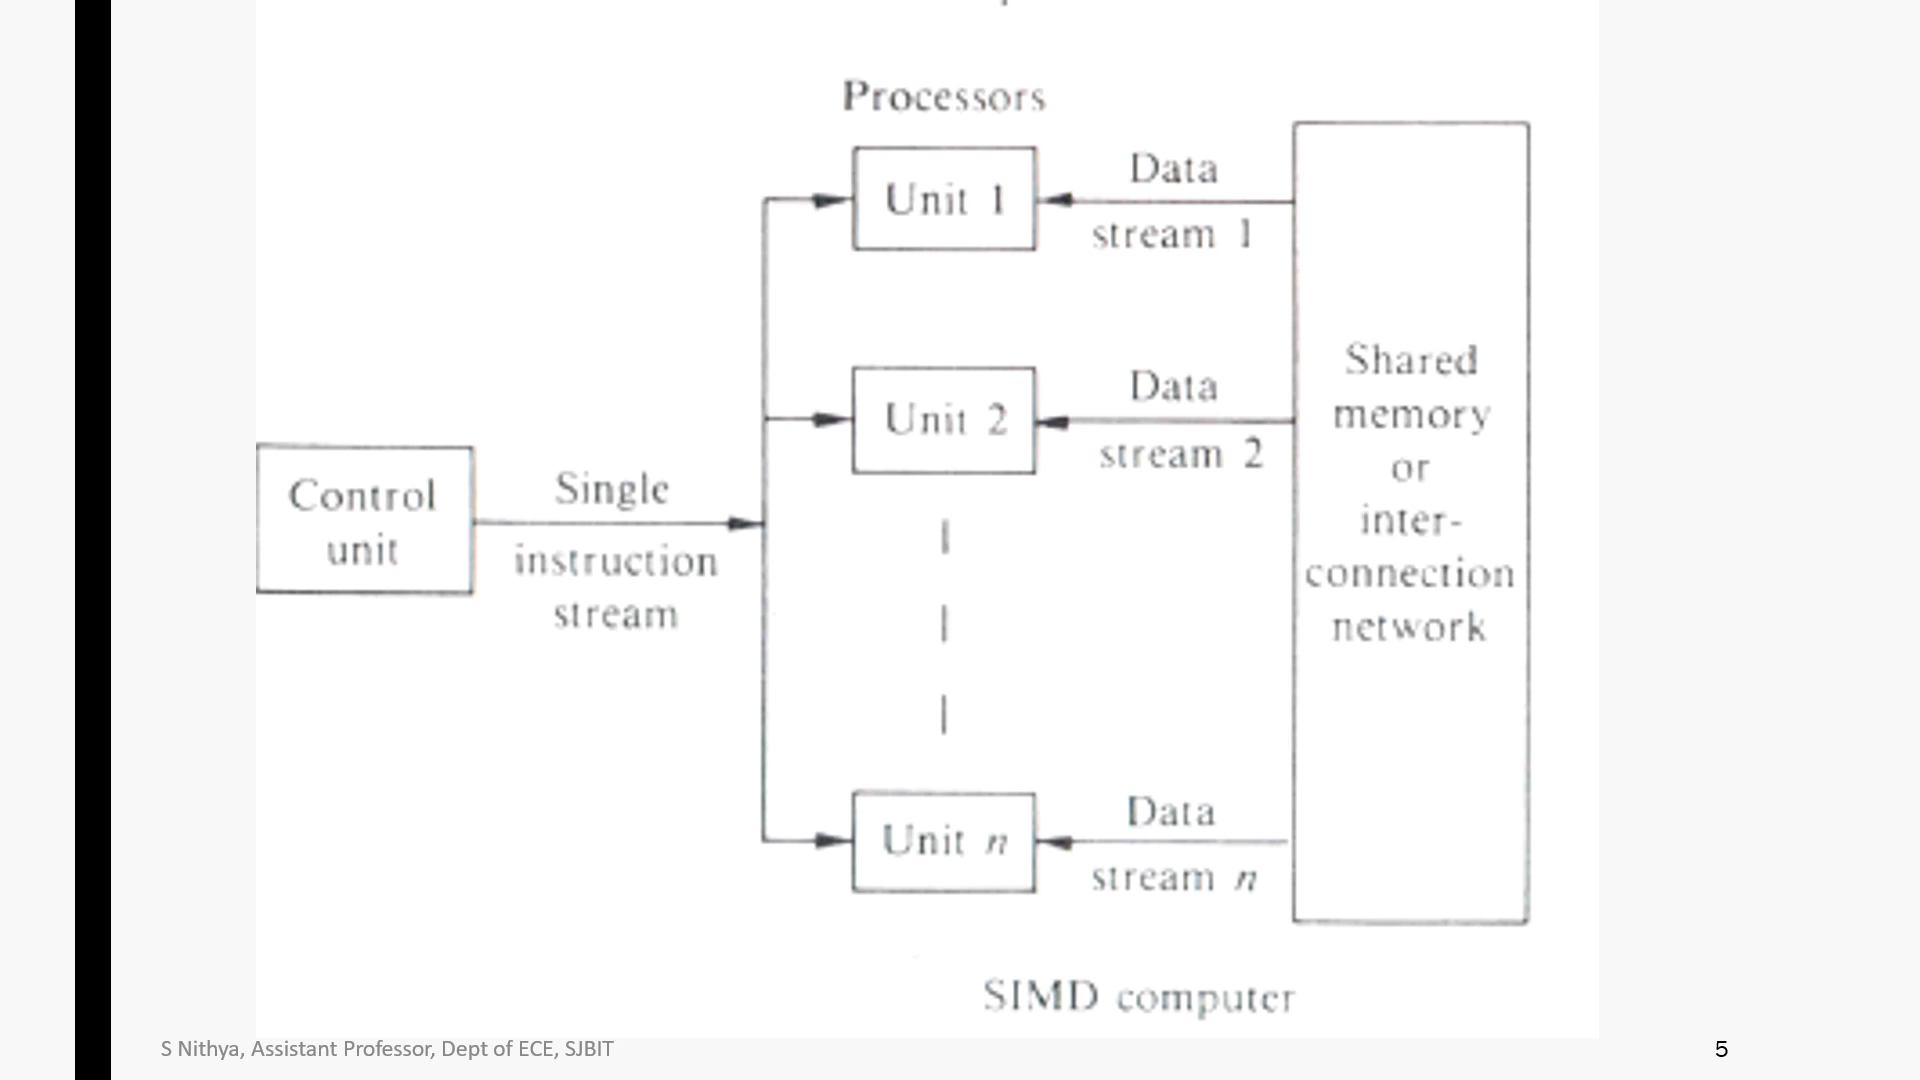 Processors
Unit 1
Data
stream 1
Unit 2
Data
stream 2
Control
unit
Single
instruction
stream
Shared
memory
or
inter-
connection
network
Unit n
Data
stream n
SIMD computer
S Nithya, Assistant Professor, Dept of ECE, SJBIT
5